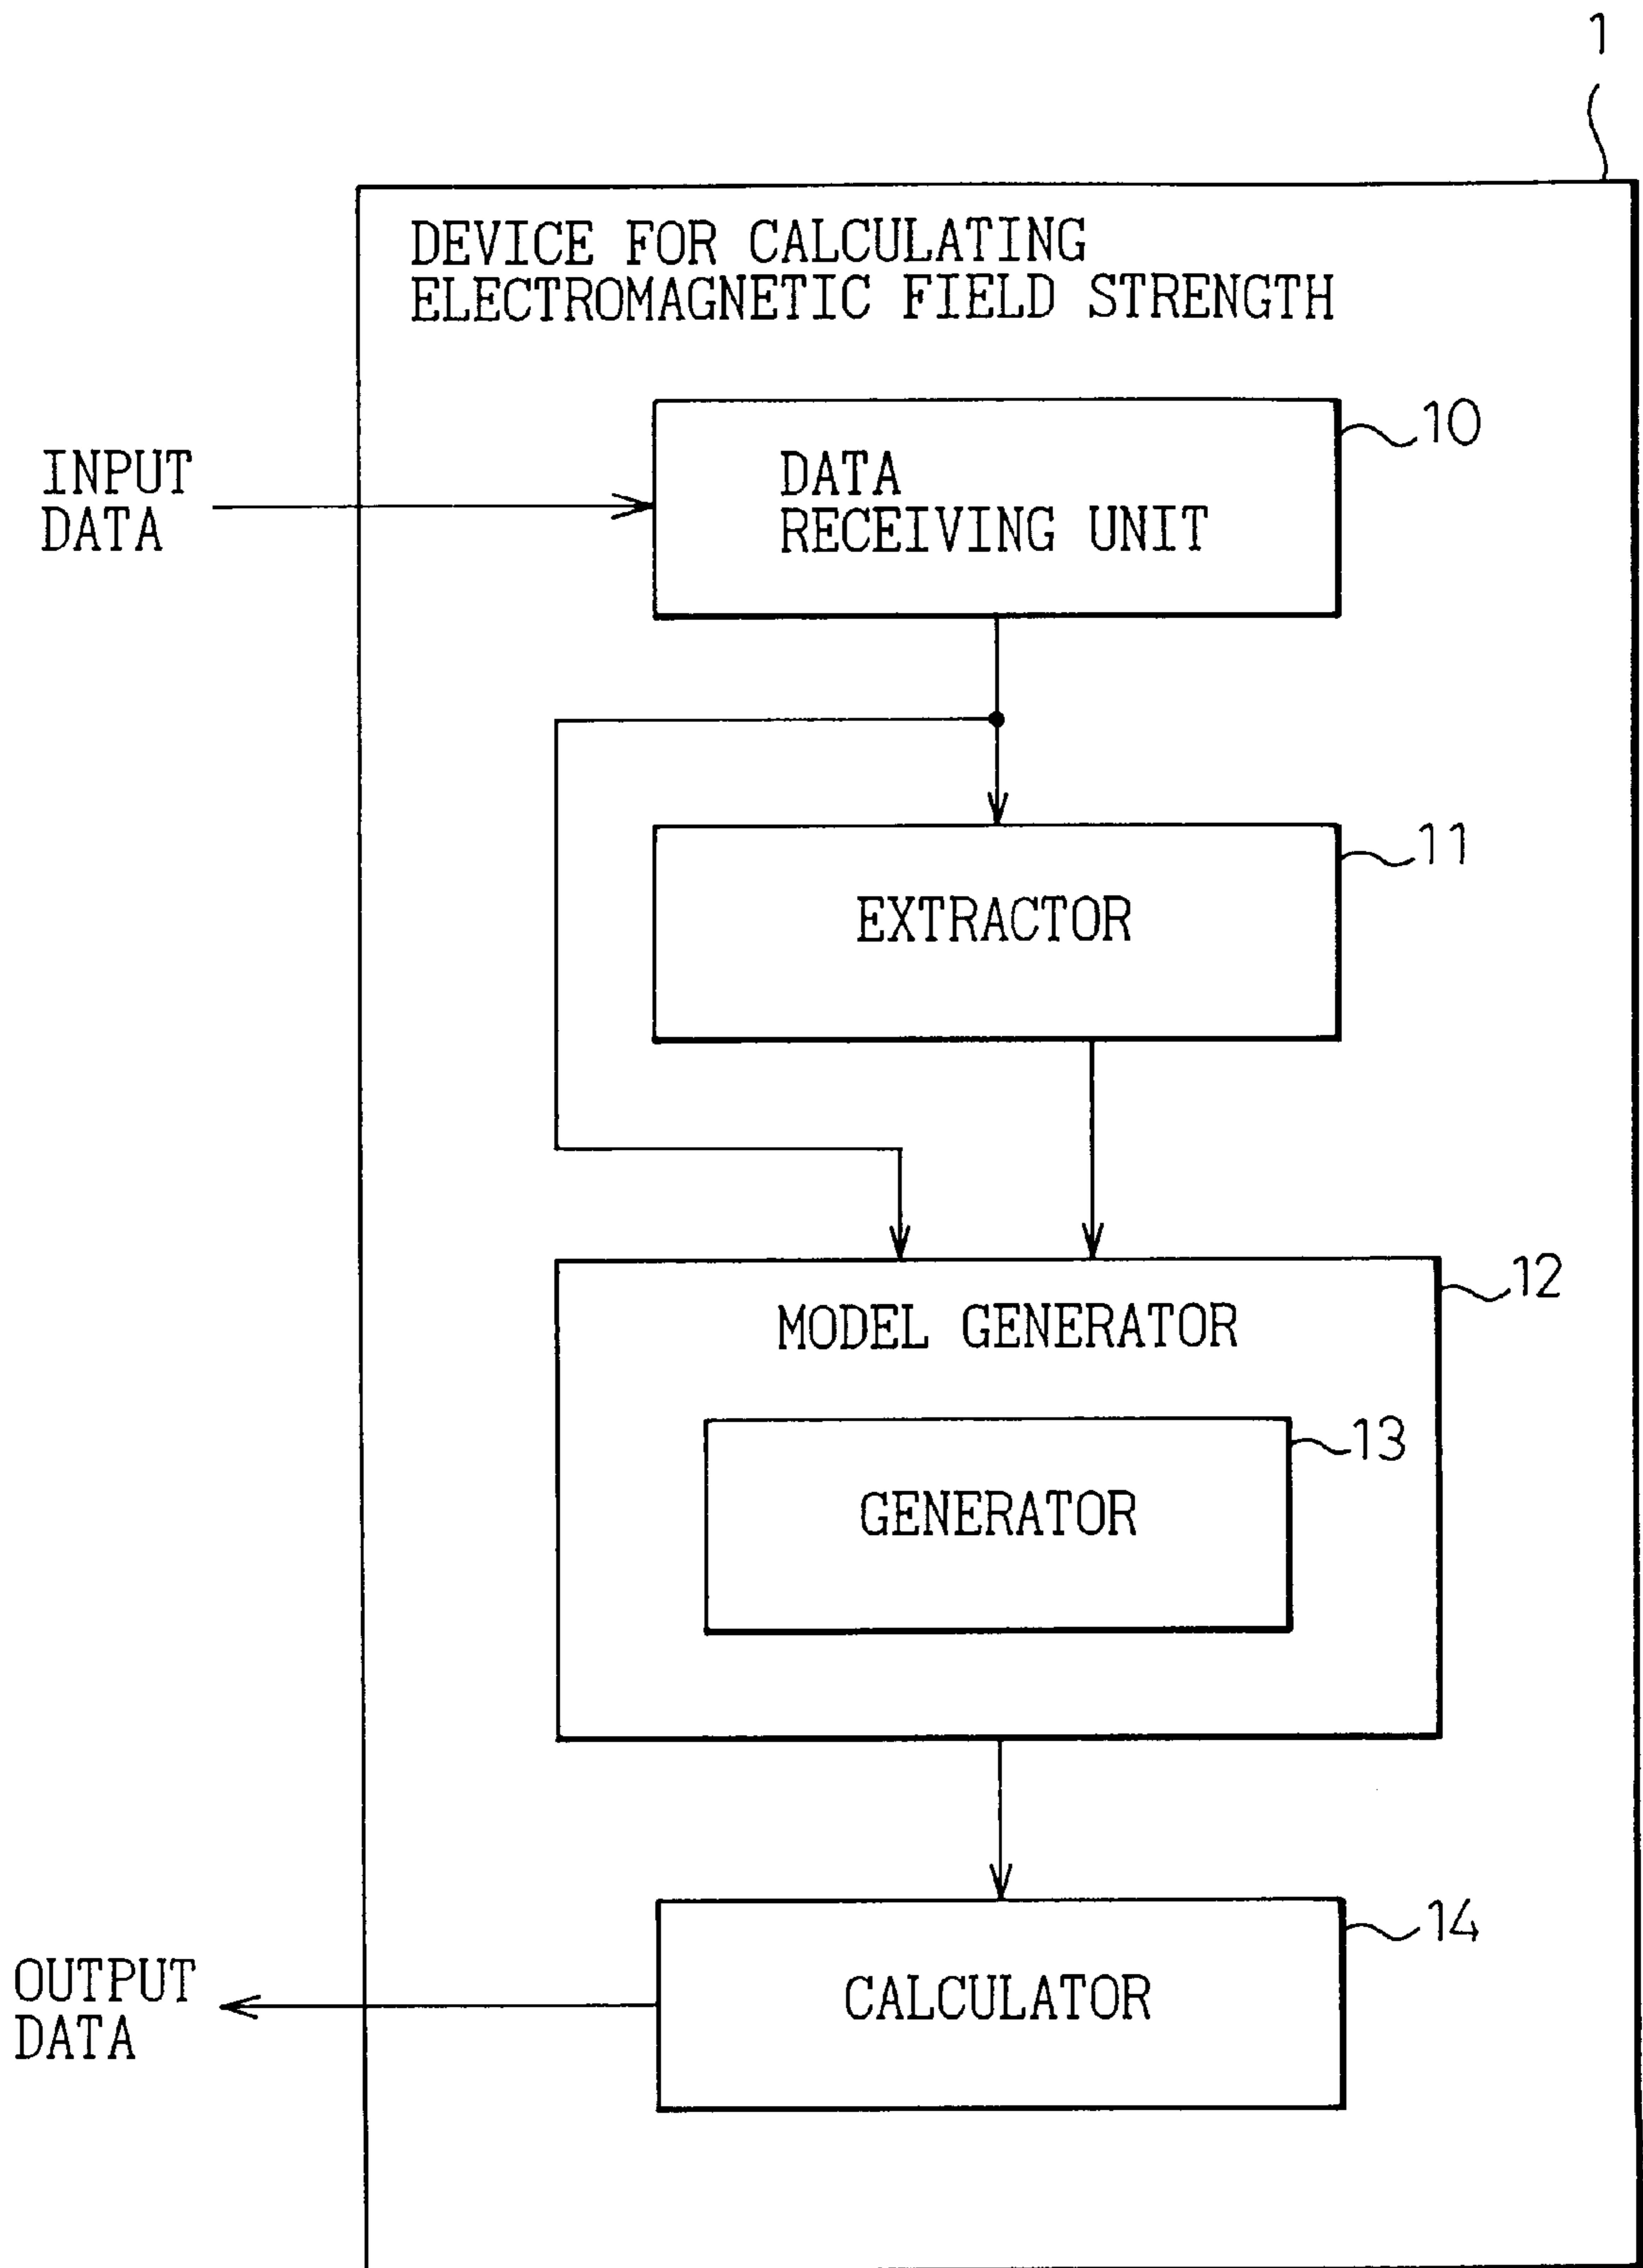 1
DEVICE FOR CALCULATING
ELECTROMAGNETIC FIELD STRENGTH
10
INPUT
DATA
DATA
RECEIVING UNIT
11
EXTRACTOR
12
MODEL GENERATOR
13
GENERATOR
14
OUTPUT
DATA
CALCULATOR